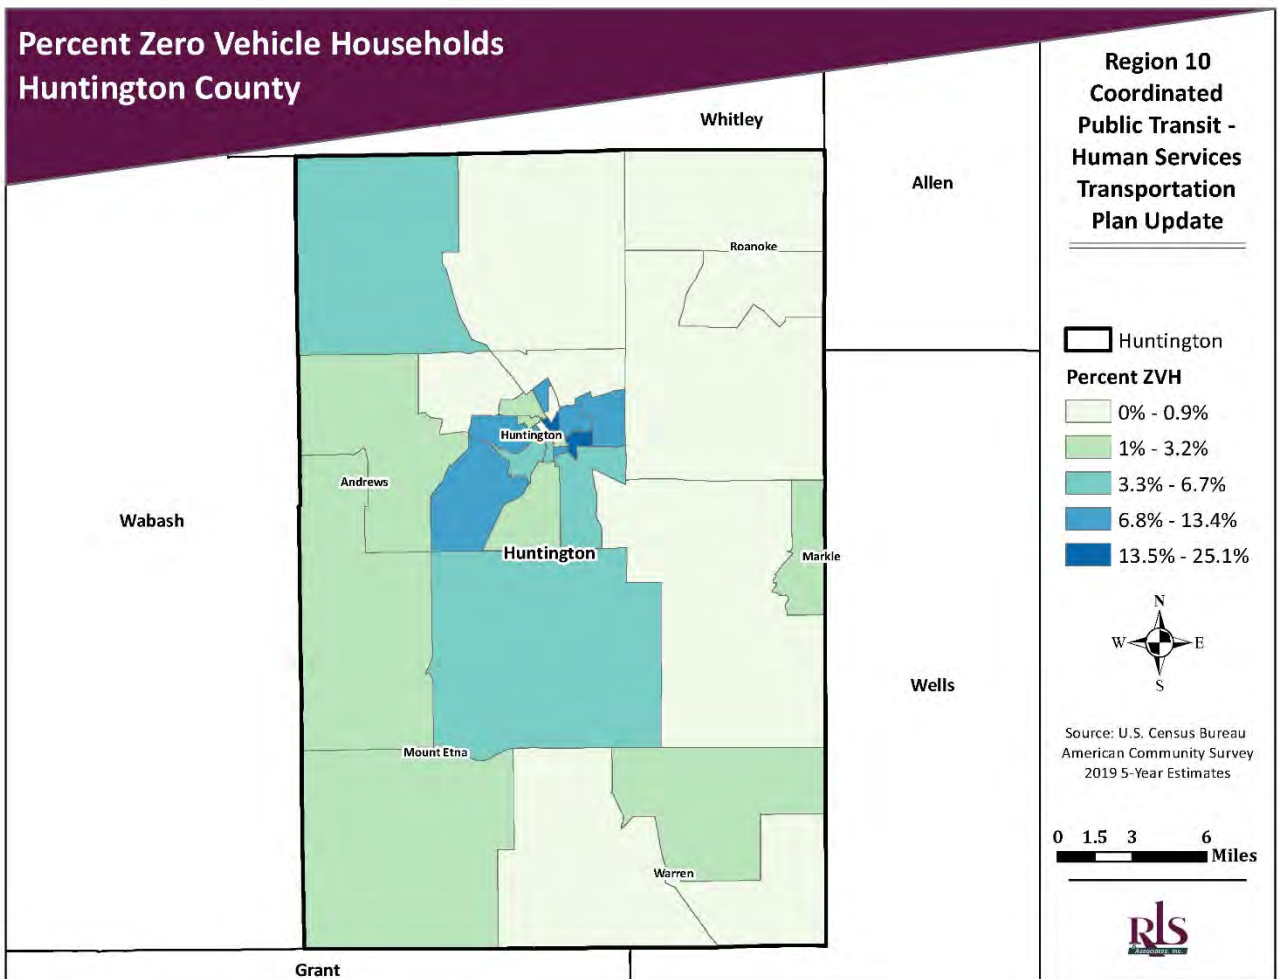 Percent Zero Vehicle Households
Huntington County
Whitley
Allen
Roanoke
Huntington
Andrews
Wabash
Huntington
Markle
Wells
Mount Etna
Warren
Grant
Region 10
Coordinated
Public Transit -
Human Services
Transportation
Plan Update
Huntington
Percent ZVH
0% - 0.9%
1% - 3.2%
3.3% - 6.7%
6.8% - 13.4%
13.5% - 25.1%
N
W E
S
Source: U.S. Census Bureau
American Community Survey
2019 5-Year Estimates
0 1.5 3 6
Miles
RLS
& Associates, Inc.